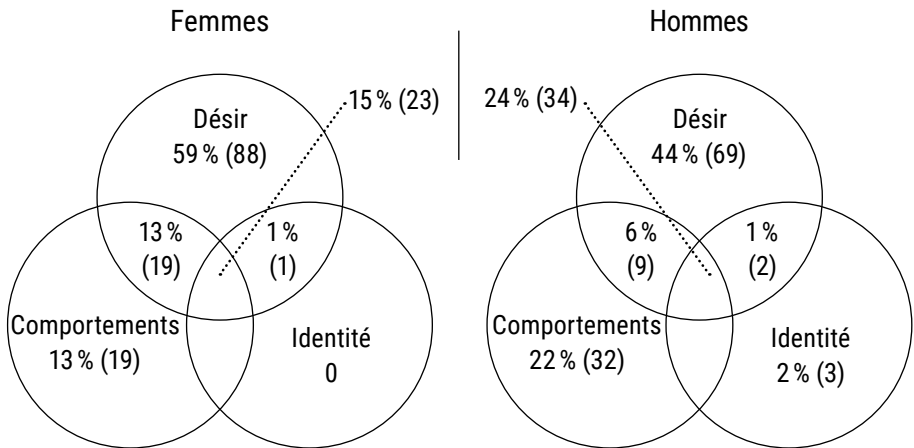 Femmes
15 % (23)
Désir
59 % (88)
13 %
(19)
1 %
(1)
Comportements
13 % (19)
Identité
0
Hommes
24 % (34)
Désir
44 % (69)
6 %
(9)
1 %
(2)
Comportements
22 % (32)
Identité
2 % (3)